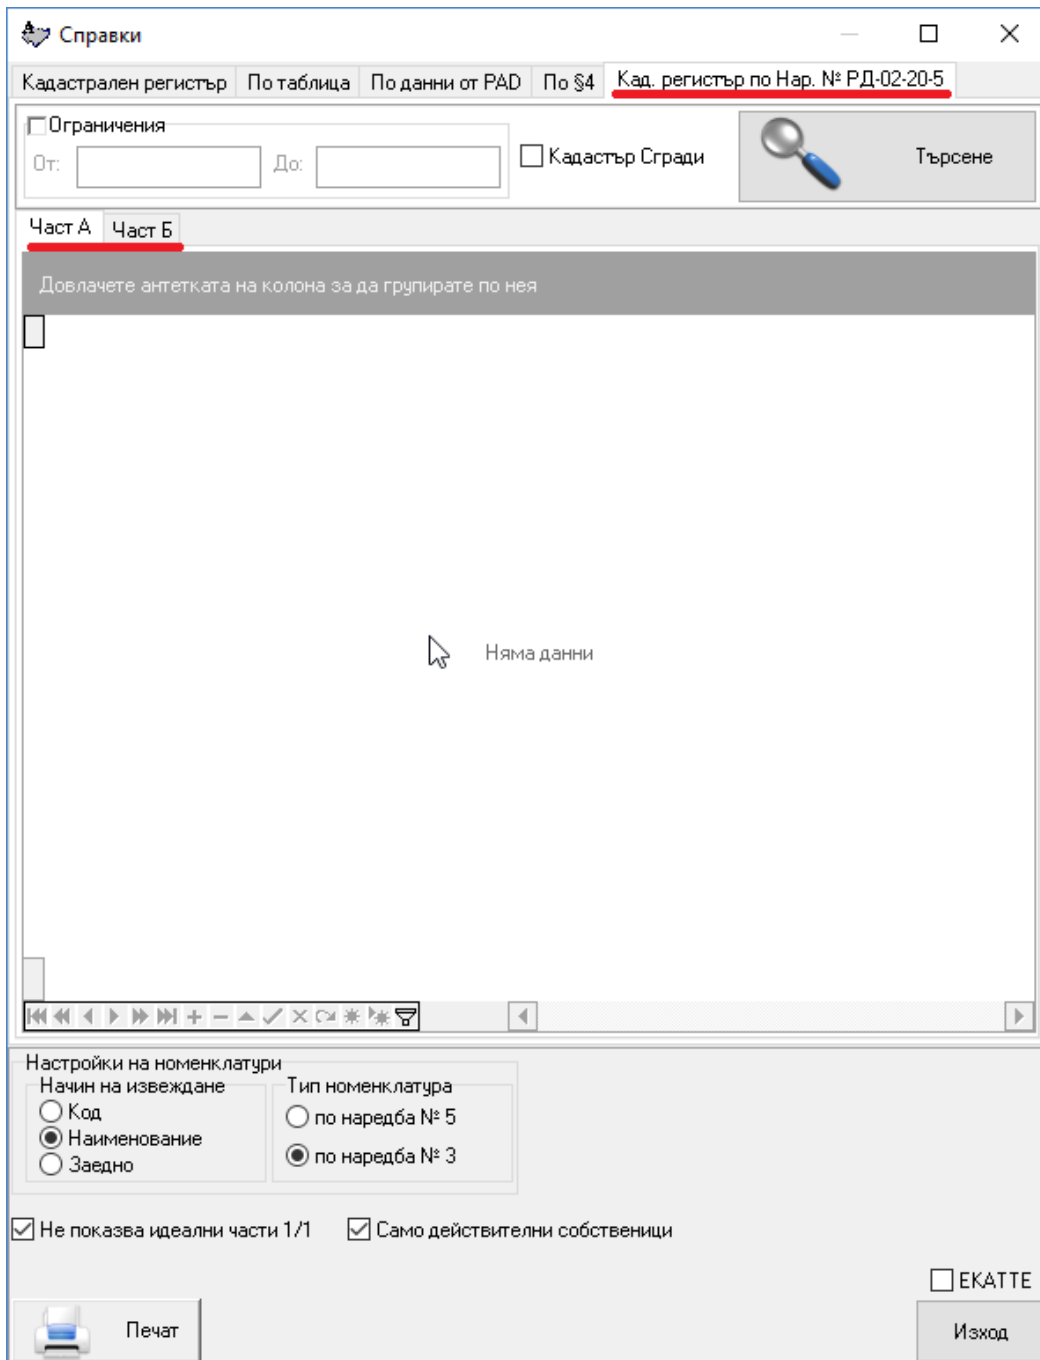 Справки
Кадастрален регистър По таблица По данни от PAD По §4 Кад. регистър по Нар. № РД-02-20-5
Ограничения
От: До: Кадастър Сгради Търсене
Част А Част Б
Довлачете антетката на колона за да групирате по нея
Няма данни
Настройки на номенклатури
Начин на извеждане Тип номенклатура
Код по наредба № 5
Наименование
Заедно по наредба № 3
Не показва идеални части 1/1 Само действителни собственици
ЕКАТТЕ
Печат Изход